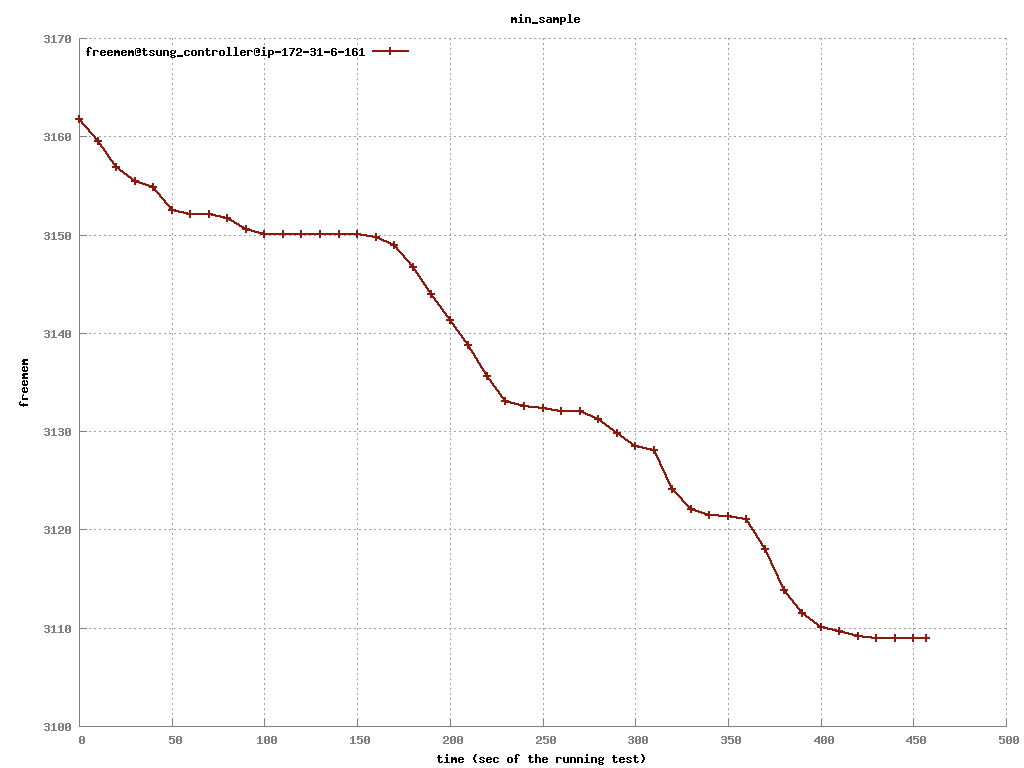 min_sample
3170
freemem@tsung_controller@ip-172-31-6-161
3160
3150
3140
freemem
3130
3120
3110
3100
0 50 100 150 200 250 300 350 400 450 500
time (sec of the running test)